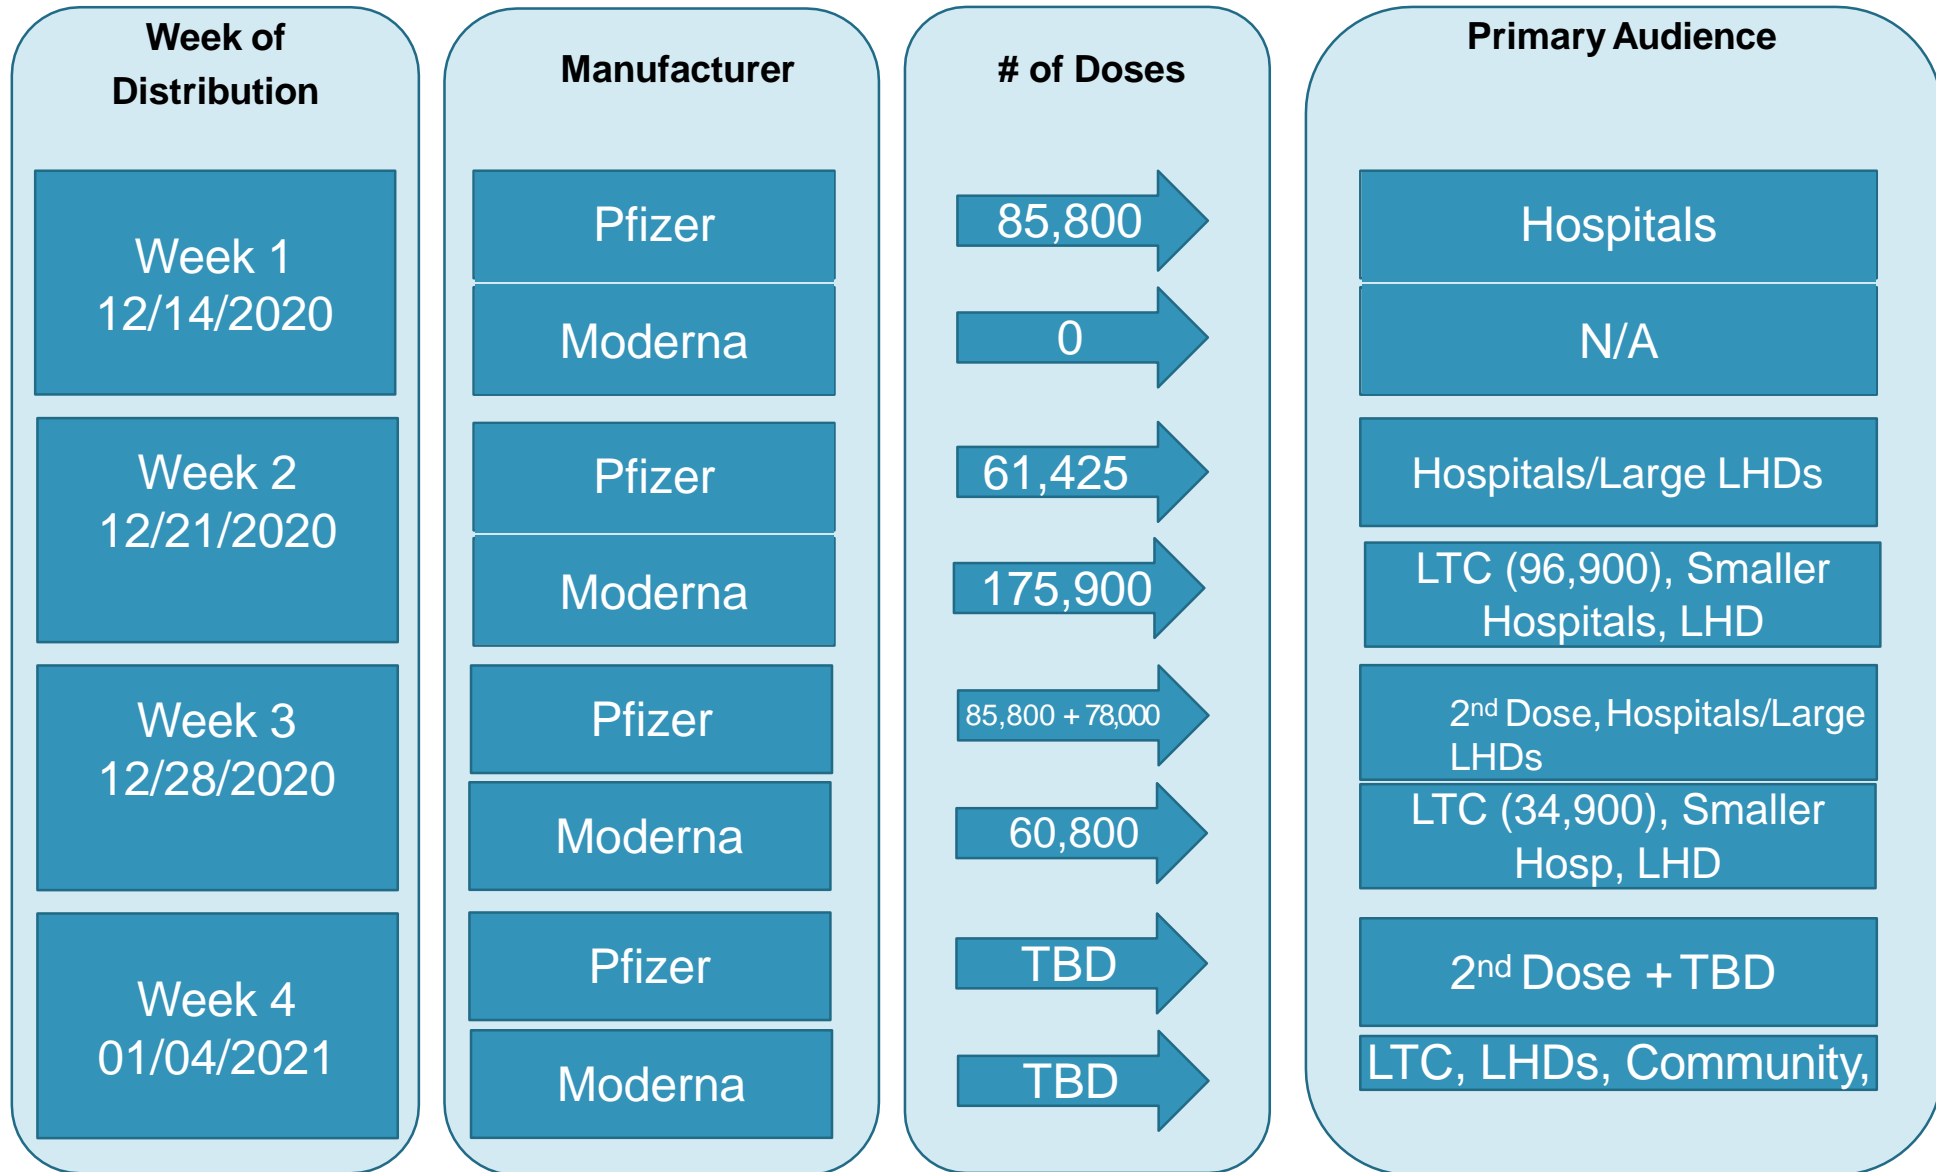 Week of
Distribution
Manufacturer
# of Doses
Primary Audience
Week 1
12/14/2020
Pfizer
85,800
Hospitals
Moderna
0
N/A
Week 2
12/21/2020
Pfizer
61,425
Hospitals/Large LHDs
Moderna
175,900
LTC (96,900), Smaller
Hospitals, LHD
Week 3
12/28/2020
Pfizer
85,800 + 78,000
2nd Dose, Hospitals/Large
LHDs
Moderna
60,800
LTC (34,900), Smaller
Hosp, LHD
Week 4
01/04/2021
Pfizer
TBD
2nd Dose + TBD
Moderna
TBD
LTC, LHDs, Community,